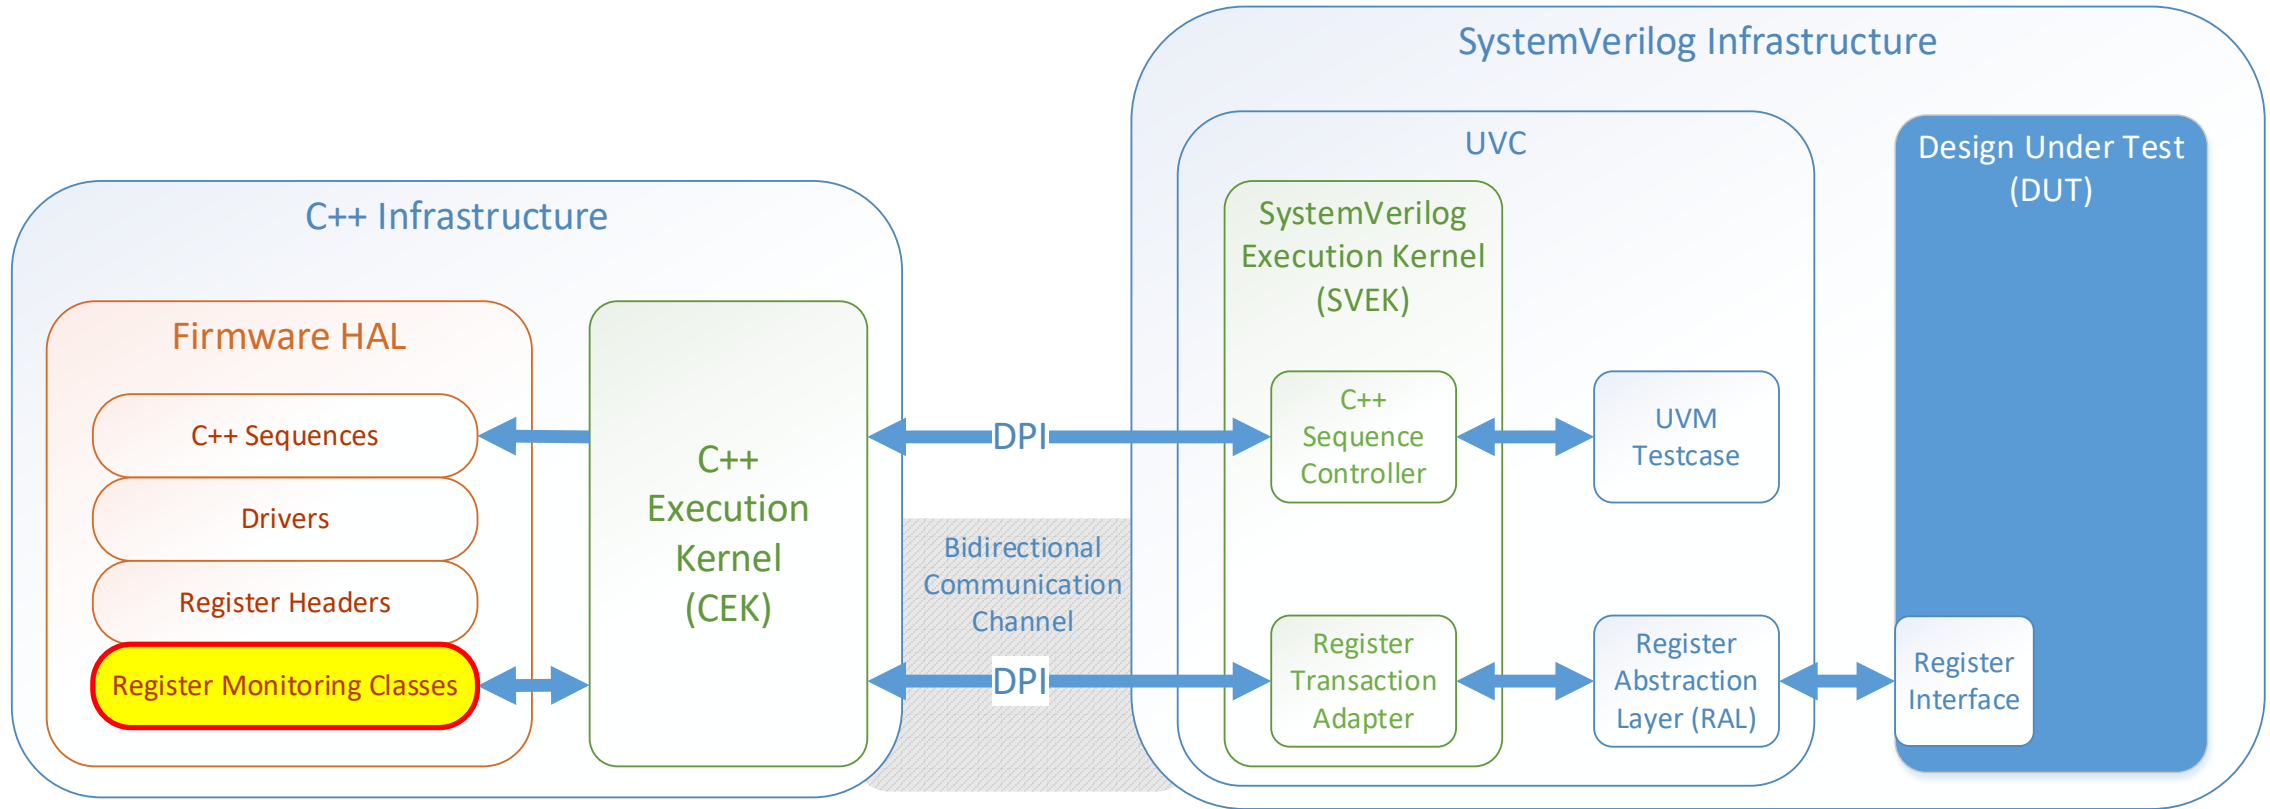 SystemVerilog Infrastructure
UVC
Design Under Test
(DUT)
C++ Infrastructure
SystemVerilog
Execution Kernel
(SVEK)
Firmware HAL
C++ Sequences
Drivers
Register Headers
Register Monitoring Classes
C++
Execution
Kernel
(CEK)
DPI
Bidirectional
Communication
Channel
DPI
C++
Sequence
Controller
UVM
Testcase
Register
Transaction
Adapter
Register
Abstraction
Layer (RAL)
Register
Interface